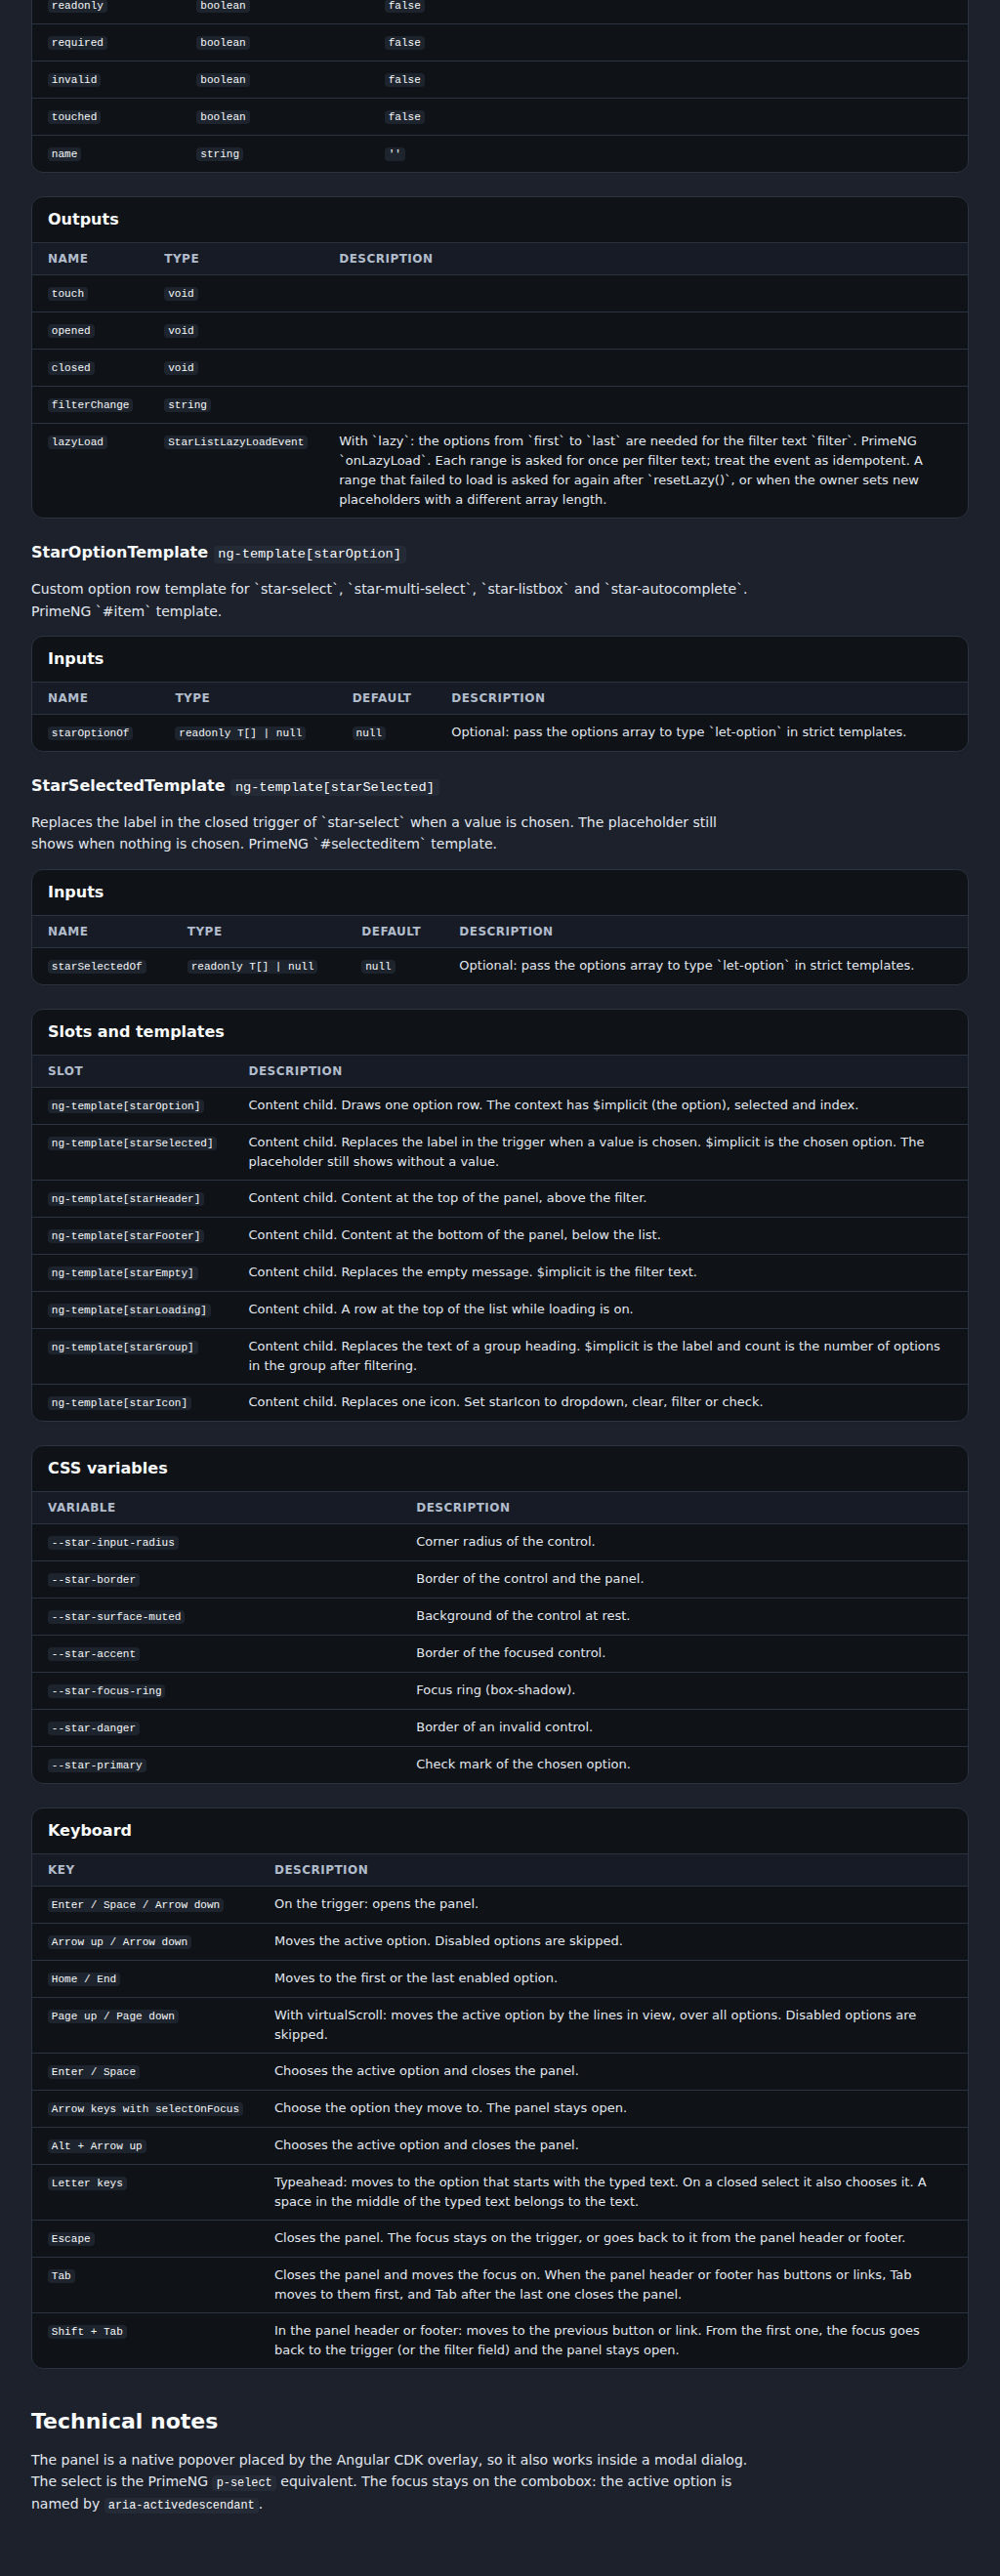 readonly boolean false
required boolean false
invalid boolean false
touched boolean false
name string ''
Outputs
NAME TYPE DESCRIPTION
touch void
opened void
closed void
filterChange string
lazyLoad StarListLazyLoadEvent With `lazy`: the options from `first` to `last` are needed for the filter text `filter`. PrimeNG
`onLazyLoad`. Each range is asked for once per filter text; treat the event as idempotent. A
range that failed to load is asked for again after `resetLazy()`, or when the owner sets new
placeholders with a different array length.
StarOptionTemplate ng-template[starOption]
Custom option row template for `star-select`, `star-multi-select`, `star-listbox` and `star-autocomplete`.
PrimeNG `#item` template.
Inputs
NAME TYPE DEFAULT DESCRIPTION
starOptionOf readonly T[] | null null Optional: pass the options array to type `let-option` in strict templates.
StarSelectedTemplate ng-template[starSelected]
Replaces the label in the closed trigger of `star-select` when a value is chosen. The placeholder still
shows when nothing is chosen. PrimeNG `#selecteditem` template.
Inputs
NAME TYPE DEFAULT DESCRIPTION
starSelectedOf readonly T[] | null null Optional: pass the options array to type `let-option` in strict templates.
Slots and templates
SLOT DESCRIPTION
ng-template[starOption] Content child. Draws one option row. The context has $implicit (the option), selected and index.
ng-template[starSelected] Content child. Replaces the label in the trigger when a value is chosen. $implicit is the chosen option. The
placeholder still shows without a value.
ng-template[starHeader] Content child. Content at the top of the panel, above the filter.
ng-template[starFooter] Content child. Content at the bottom of the panel, below the list.
ng-template[starEmpty] Content child. Replaces the empty message. $implicit is the filter text.
ng-template[starLoading] Content child. A row at the top of the list while loading is on.
ng-template[starGroup] Content child. Replaces the text of a group heading. $implicit is the label and count is the number of options
in the group after filtering.
ng-template[starIcon] Content child. Replaces one icon. Set starIcon to dropdown, clear, filter or check.
CSS variables
VARIABLE DESCRIPTION
--star-input-radius Corner radius of the control.
--star-border Border of the control and the panel.
--star-surface-muted Background of the control at rest.
--star-accent Border of the focused control.
--star-focus-ring Focus ring (box-shadow).
--star-danger Border of an invalid control.
--star-primary Check mark of the chosen option.
Keyboard
KEY DESCRIPTION
Enter / Space / Arrow down On the trigger: opens the panel.
Arrow up / Arrow down Moves the active option. Disabled options are skipped.
Home / End Moves to the first or the last enabled option.
Page up / Page down With virtualScroll: moves the active option by the lines in view, over all options. Disabled options are
skipped.
Enter / Space Chooses the active option and closes the panel.
Arrow keys with selectOnFocus Choose the option they move to. The panel stays open.
Alt + Arrow up Chooses the active option and closes the panel.
Letter keys Typeahead: moves to the option that starts with the typed text. On a closed select it also chooses it. A
space in the middle of the typed text belongs to the text.
Escape Closes the panel. The focus stays on the trigger, or goes back to it from the panel header or footer.
Tab Closes the panel and moves the focus on. When the panel header or footer has buttons or links, Tab
moves to them first, and Tab after the last one closes the panel.
Shift + Tab In the panel header or footer: moves to the previous button or link. From the first one, the focus goes
back to the trigger (or the filter field) and the panel stays open.
Technical notes
The panel is a native popover placed by the Angular CDK overlay, so it also works inside a modal dialog.
The select is the PrimeNG p-select equivalent. The focus stays on the combobox: the active option is
named by aria-activedescendant.